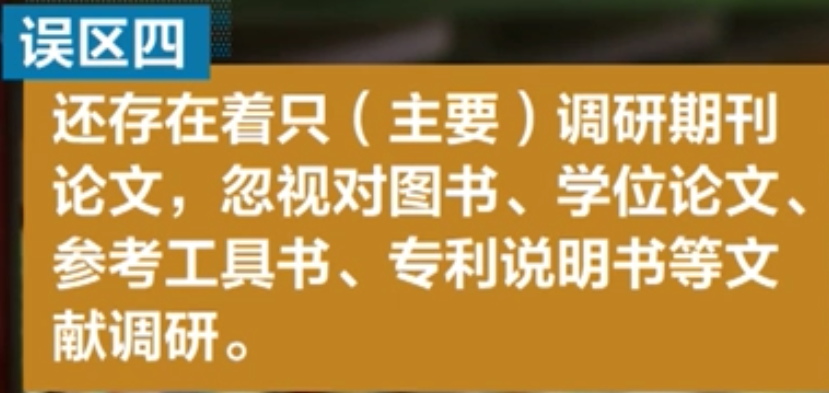 误区四
还存在着只（主要）调研期刊
论文，忽视对图书、学位论文、
参考工具书、专利说明书等文
献调研。